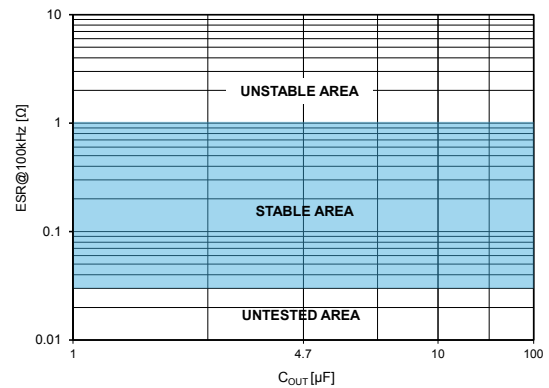 10
UNSTABLE AREA
1
ESR@100kHz [Ω]
STABLE AREA
0.1
UNTESTED AREA
0.01
1 4.7 10 100
COUT [µF]